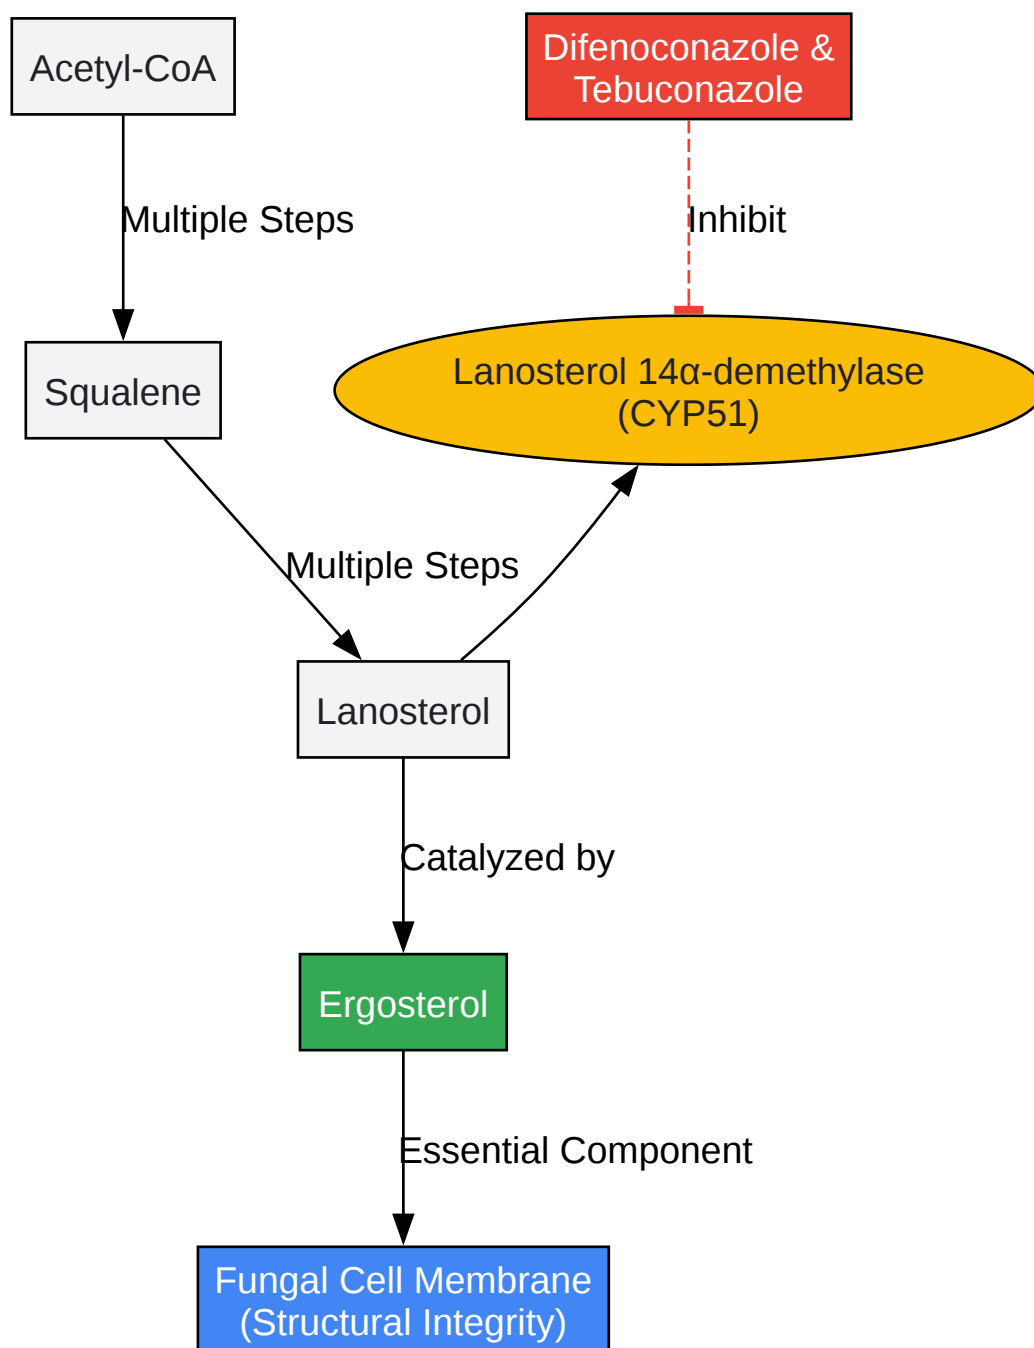 Acetyl-CoA
Difenoconazole &
Tebuconazole
Multiple Steps
Inhibit
Squalene
Lanosterol 14α-demethylase
(CYP51)
Multiple Steps
Lanosterol
Catalyzed by
Ergosterol
Essential Component
Fungal Cell Membrane
(Structural Integrity)